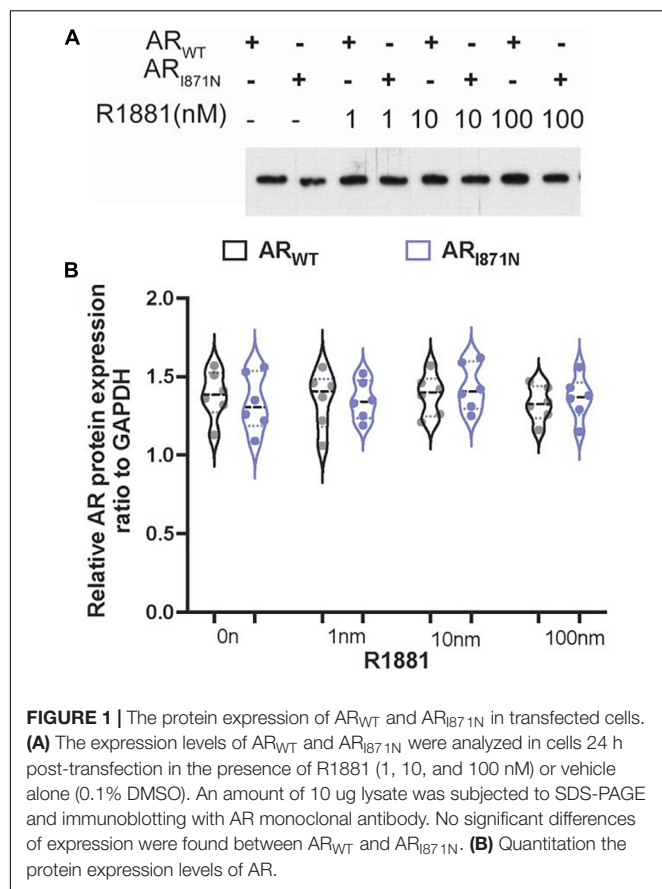 A
AR_WT + - + - + - + -
AR_I871N - + - + - + - +
R1881(nM) - - 1 1 10 10 100 100
AR_WT AR_I871N
B
Relative AR protein expression
ratio to GAPDH
2.0
1.5
1.0
0.5
0.0
0n 1nm 10nm 100nm
R1881
FIGURE 1 | The protein expression of AR_WT and AR_I871N in transfected cells.
(A) The expression levels of AR_WT and AR_I871N were analyzed in cells 24 h
post-transfection in the presence of R1881 (1, 10, and 100 nM) or vehicle
alone (0.1% DMSO). An amount of 10 ug lysate was subjected to SDS-PAGE
and immunoblotting with AR monoclonal antibody. No significant differences
of expression were found between AR_WT and AR_I871N. (B) Quantitation the
protein expression levels of AR.